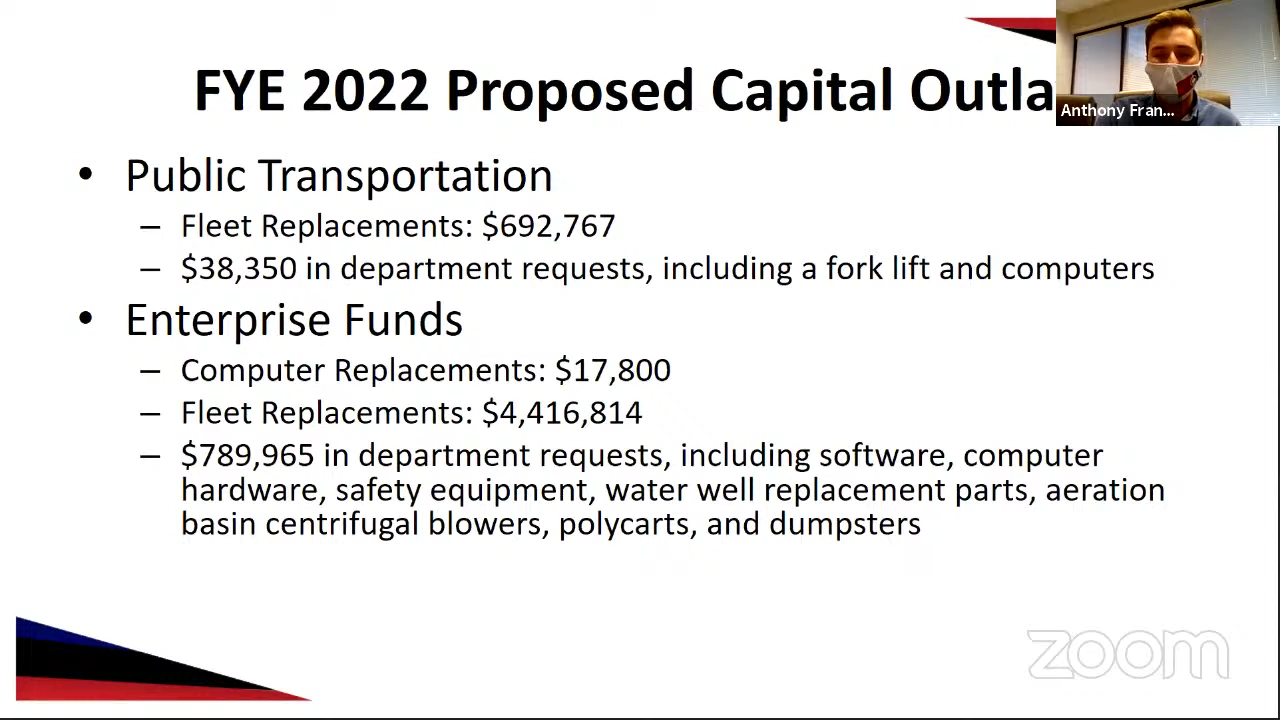 FYE 2022 Proposed Capital Outla
Anthony Fran...
• Public Transportation
– Fleet Replacements: $692,767
– $38,350 in department requests, including a fork lift and computers
• Enterprise Funds
– Computer Replacements: $17,800
– Fleet Replacements: $4,416,814
– $789,965 in department requests, including software, computer
hardware, safety equipment, water well replacement parts, aeration
basin centrifugal blowers, polycarts, and dumpsters
zoom